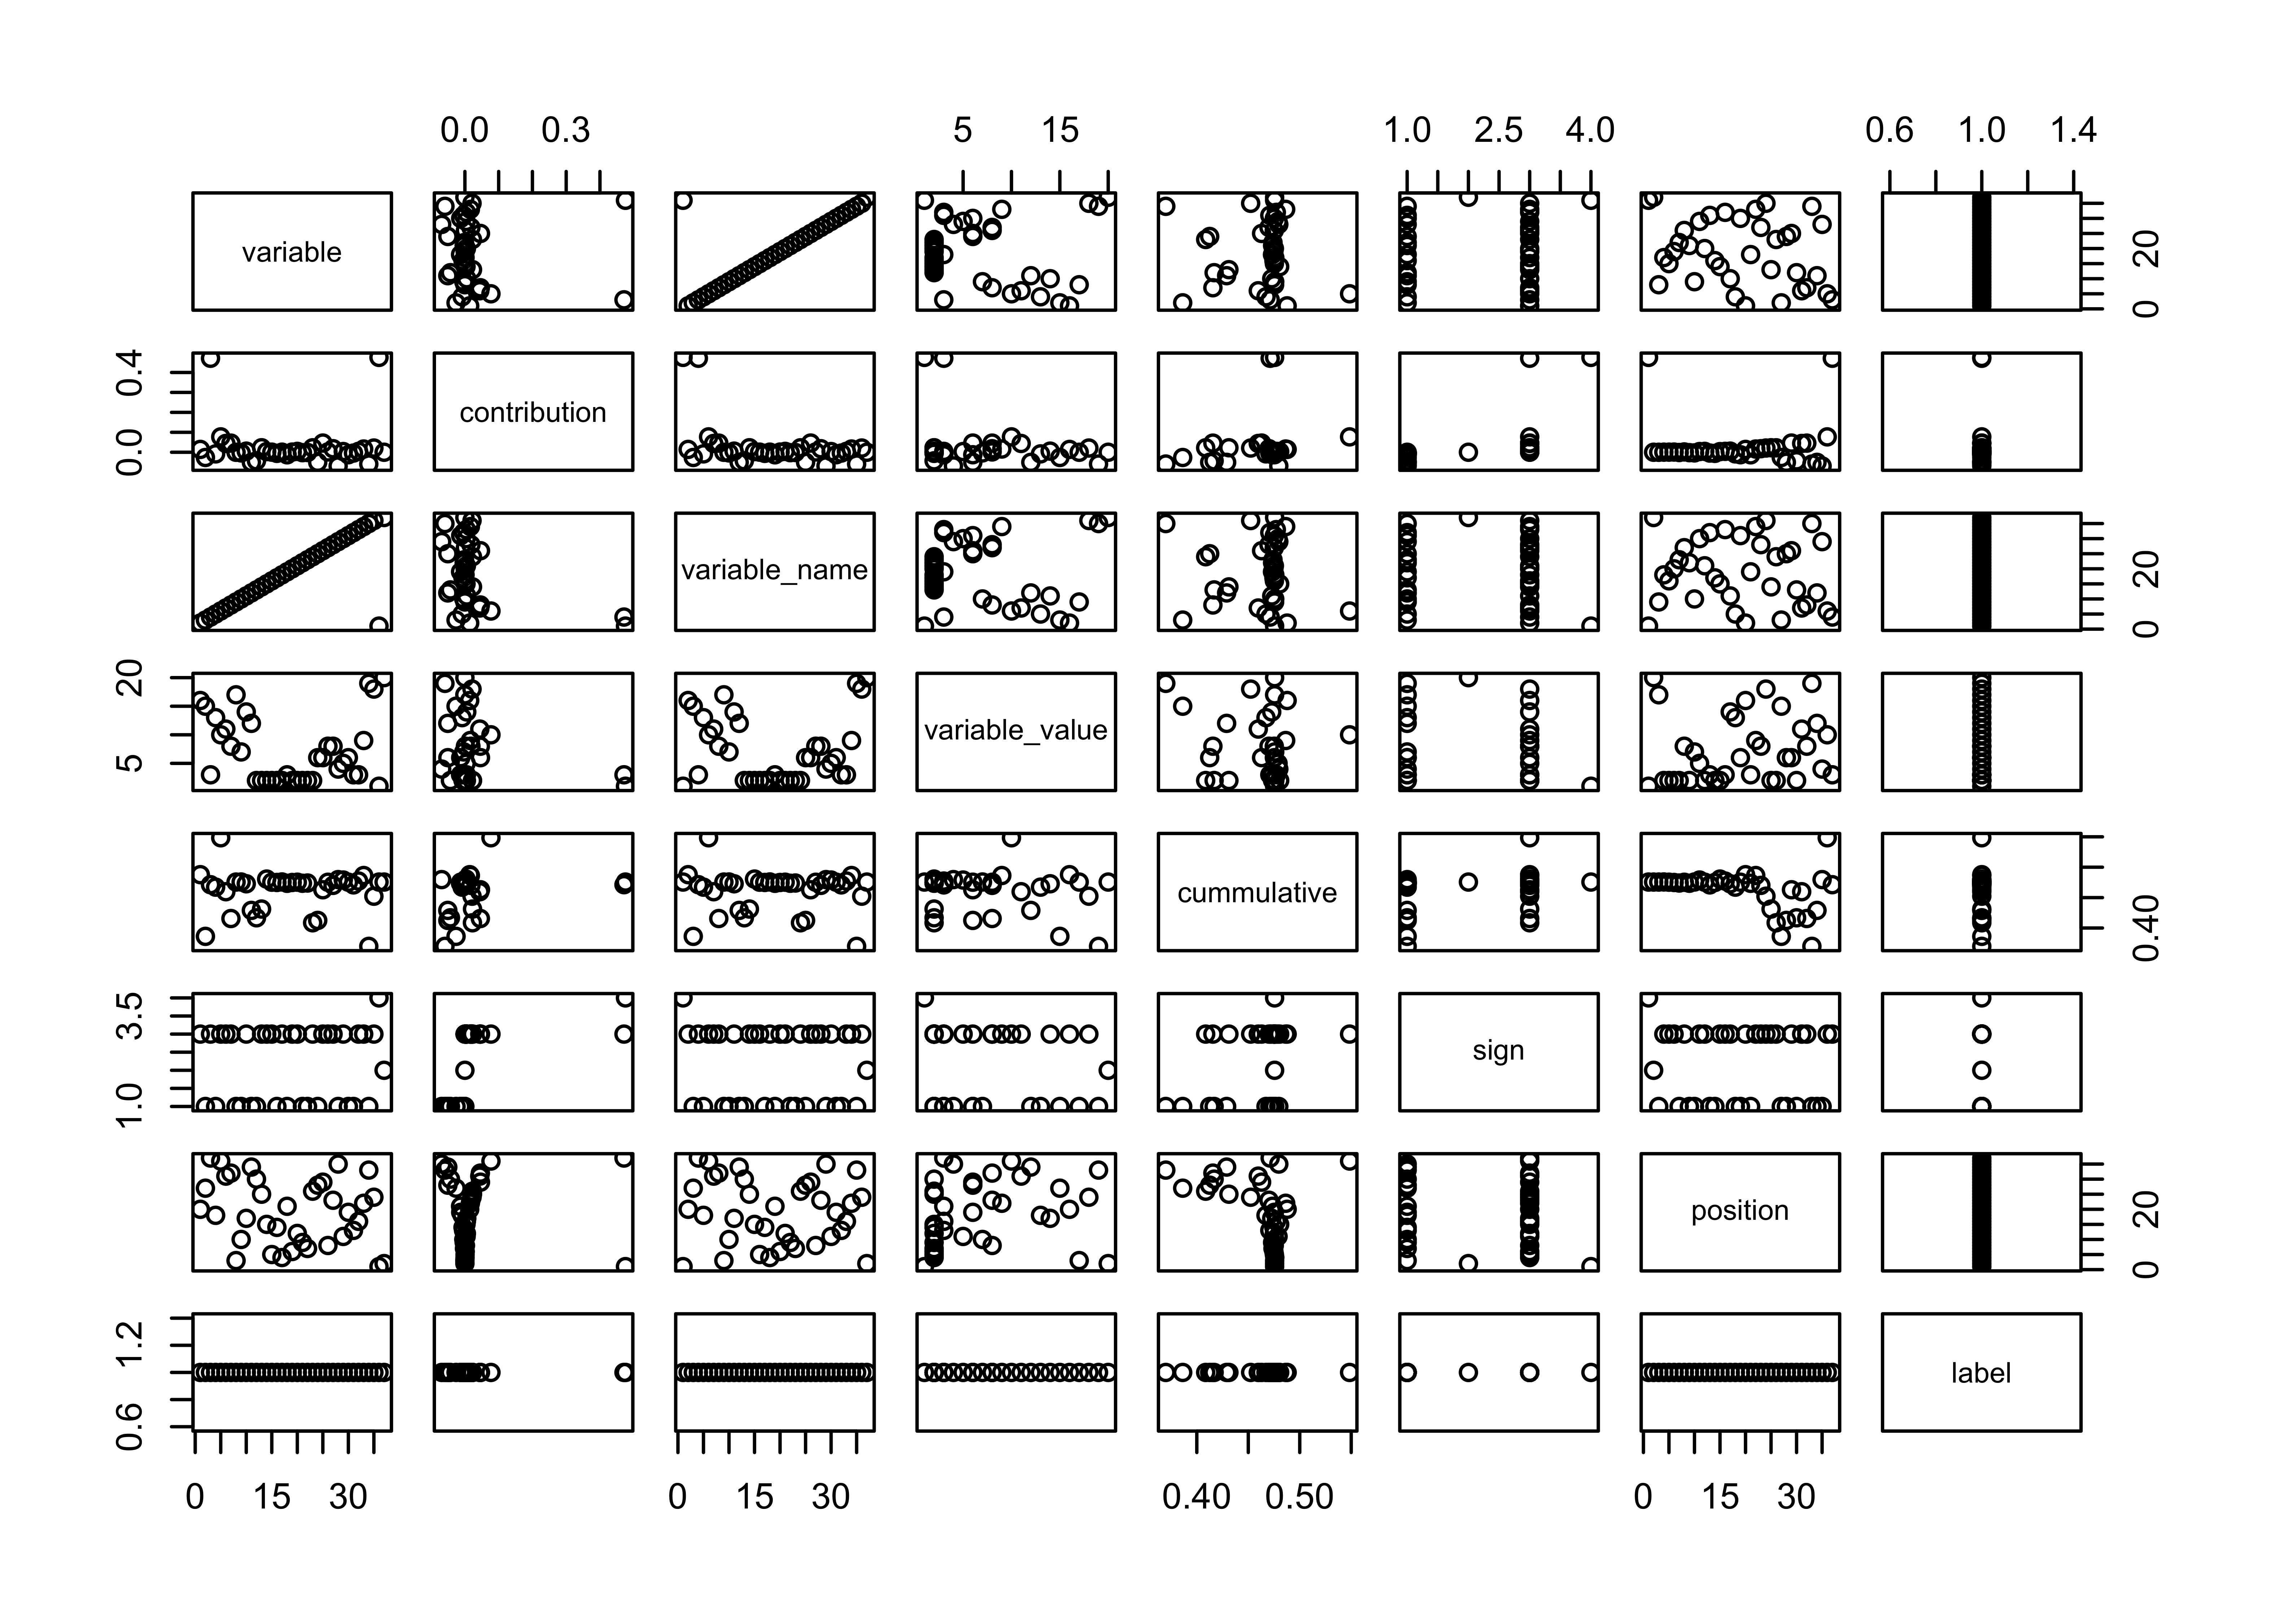 0.0 0.3 5 15 1.0 2.5 4.0 0.6 1.0 1.4
variable 0 20
0.0 0.4 contribution
variable_name 0 20
5 20 variable_value
cummulative 0.40
1.0 3.5 sign
position 0 20
0.6 1.2 label
0 15 30 0 15 30 0.40 0.50 0 15 30